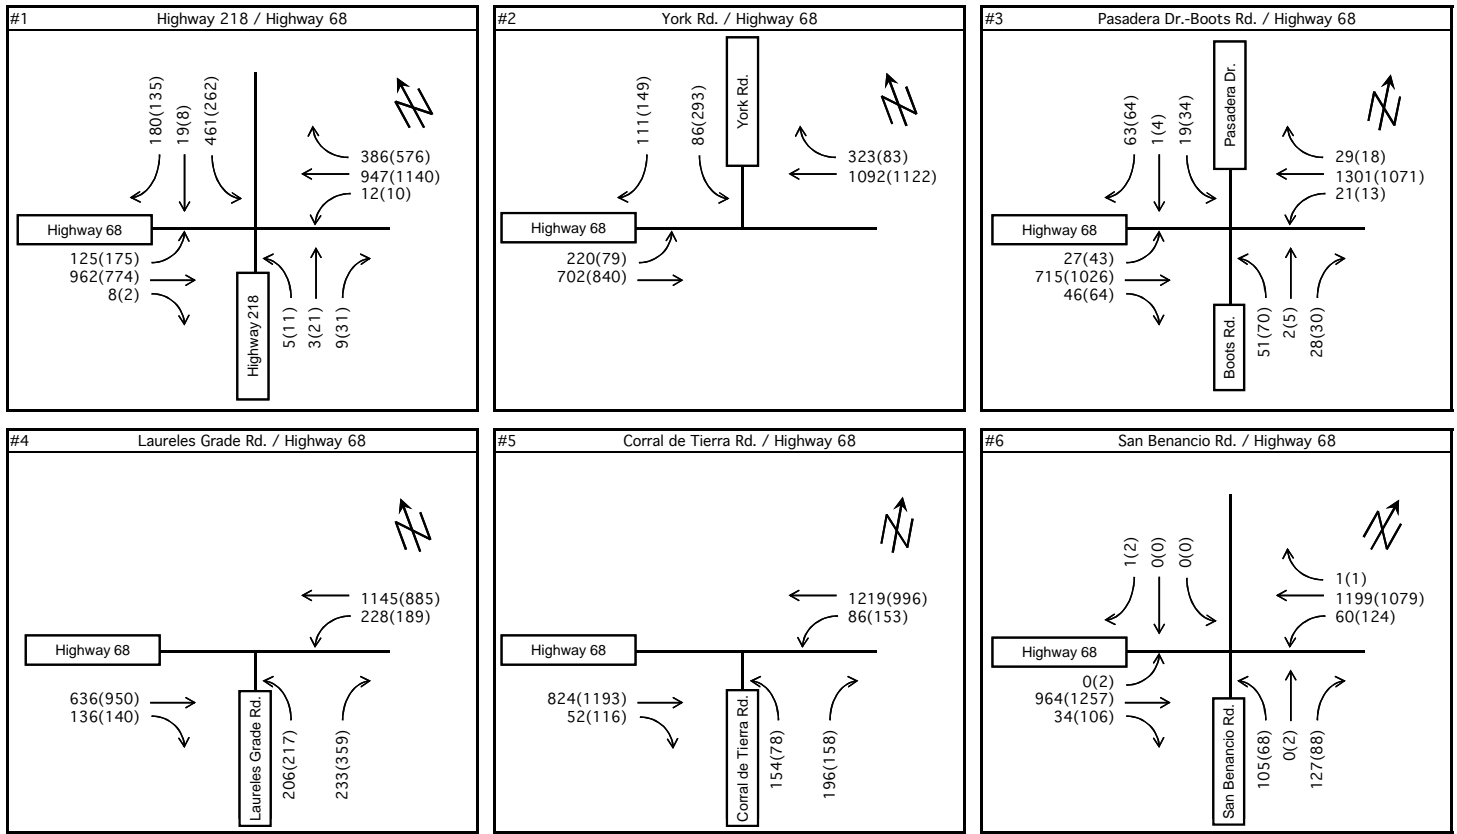 #1 Highway 218 / Highway 68
180(135)
19(8)
461(262)
386(576)
947(1140)
12(10)
Highway 68
125(175)
962(774)
8(2)
Highway 218
5(11)
3(21)
9(31)
#2 York Rd. / Highway 68
111(149)
86(293)
York Rd.
323(83)
1092(1122)
Highway 68
220(79)
702(840)
#3 Pasadera Dr.-Boots Rd. / Highway 68
63(64)
1(4)
19(34)
Pasadera Dr.
29(18)
1301(1071)
21(13)
Highway 68
27(43)
715(1026)
46(64)
Boots Rd.
51(70)
2(5)
28(30)
#4 Laureles Grade Rd. / Highway 68
1145(885)
228(189)
Highway 68
636(950)
136(140)
Laureles Grade Rd.
206(217)
233(359)
#5 Corral de Tierra Rd. / Highway 68
1219(996)
86(153)
Highway 68
824(1193)
52(116)
Corral de Tierra Rd.
154(78)
196(158)
#6 San Benancio Rd. / Highway 68
1(2)
0(0)
0(0)
1(1)
1199(1079)
60(124)
Highway 68
0(2)
964(1257)
34(106)
San Benancio Rd.
105(68)
0(2)
127(88)